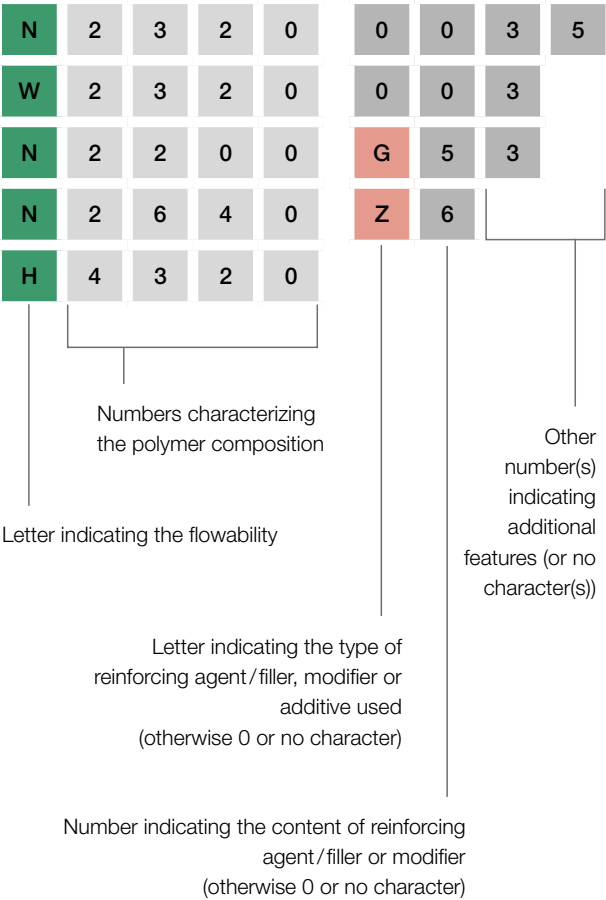 N 2 3 2 0 0 0 3 5
W 2 3 2 0 0 0 3
N 2 2 0 0 G 5 3
N 2 6 4 0 Z 6
H 4 3 2 0
Numbers characterizing
the polymer composition
Other
number(s)
indicating
additional
features (or no
character(s))
Letter indicating the flowability
Letter indicating the type of
reinforcing agent/filler, modifier or
additive used
(otherwise 0 or no character)
Number indicating the content of reinforcing
agent/filler or modifier
(otherwise 0 or no character)